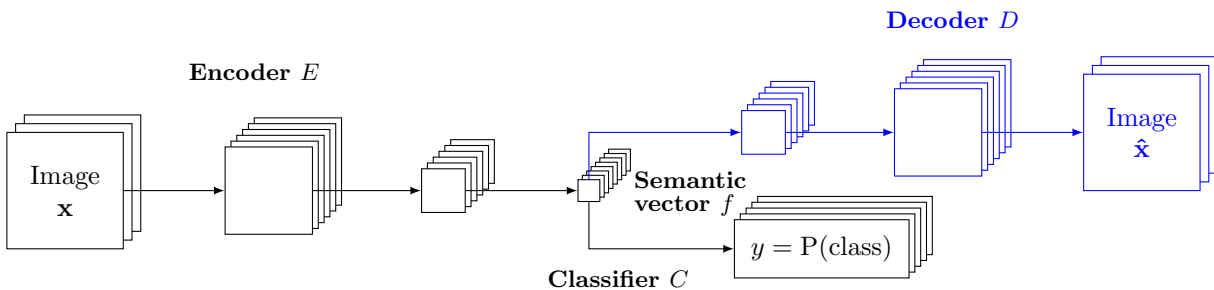 Decoder D
Encoder E
Image
x
Image
x̂
Semantic
vector f
y = P(class)
Classifier C